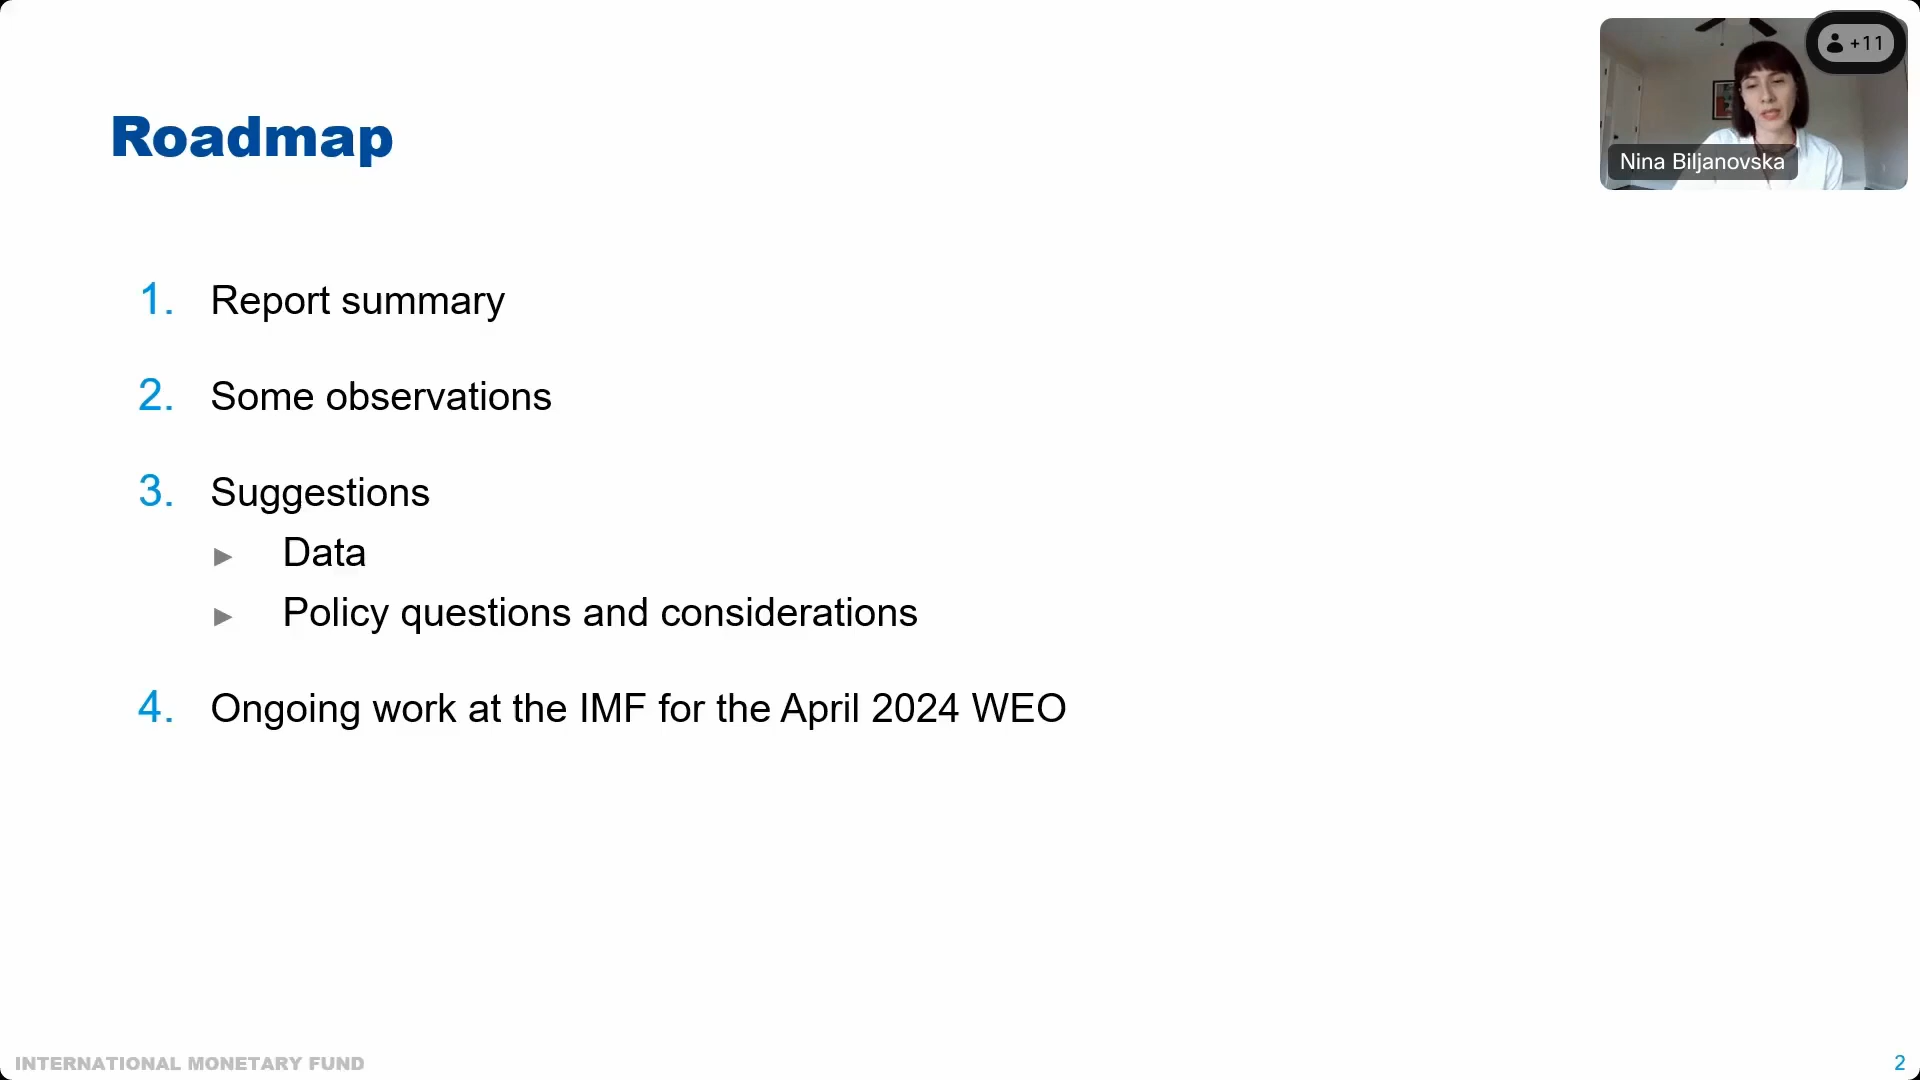 +11
Nina Biljanovska
Roadmap
1. Report summary
2. Some observations
3. Suggestions
► Data
► Policy questions and considerations
4. Ongoing work at the IMF for the April 2024 WEO
INTERNATIONAL MONETARY FUND
2